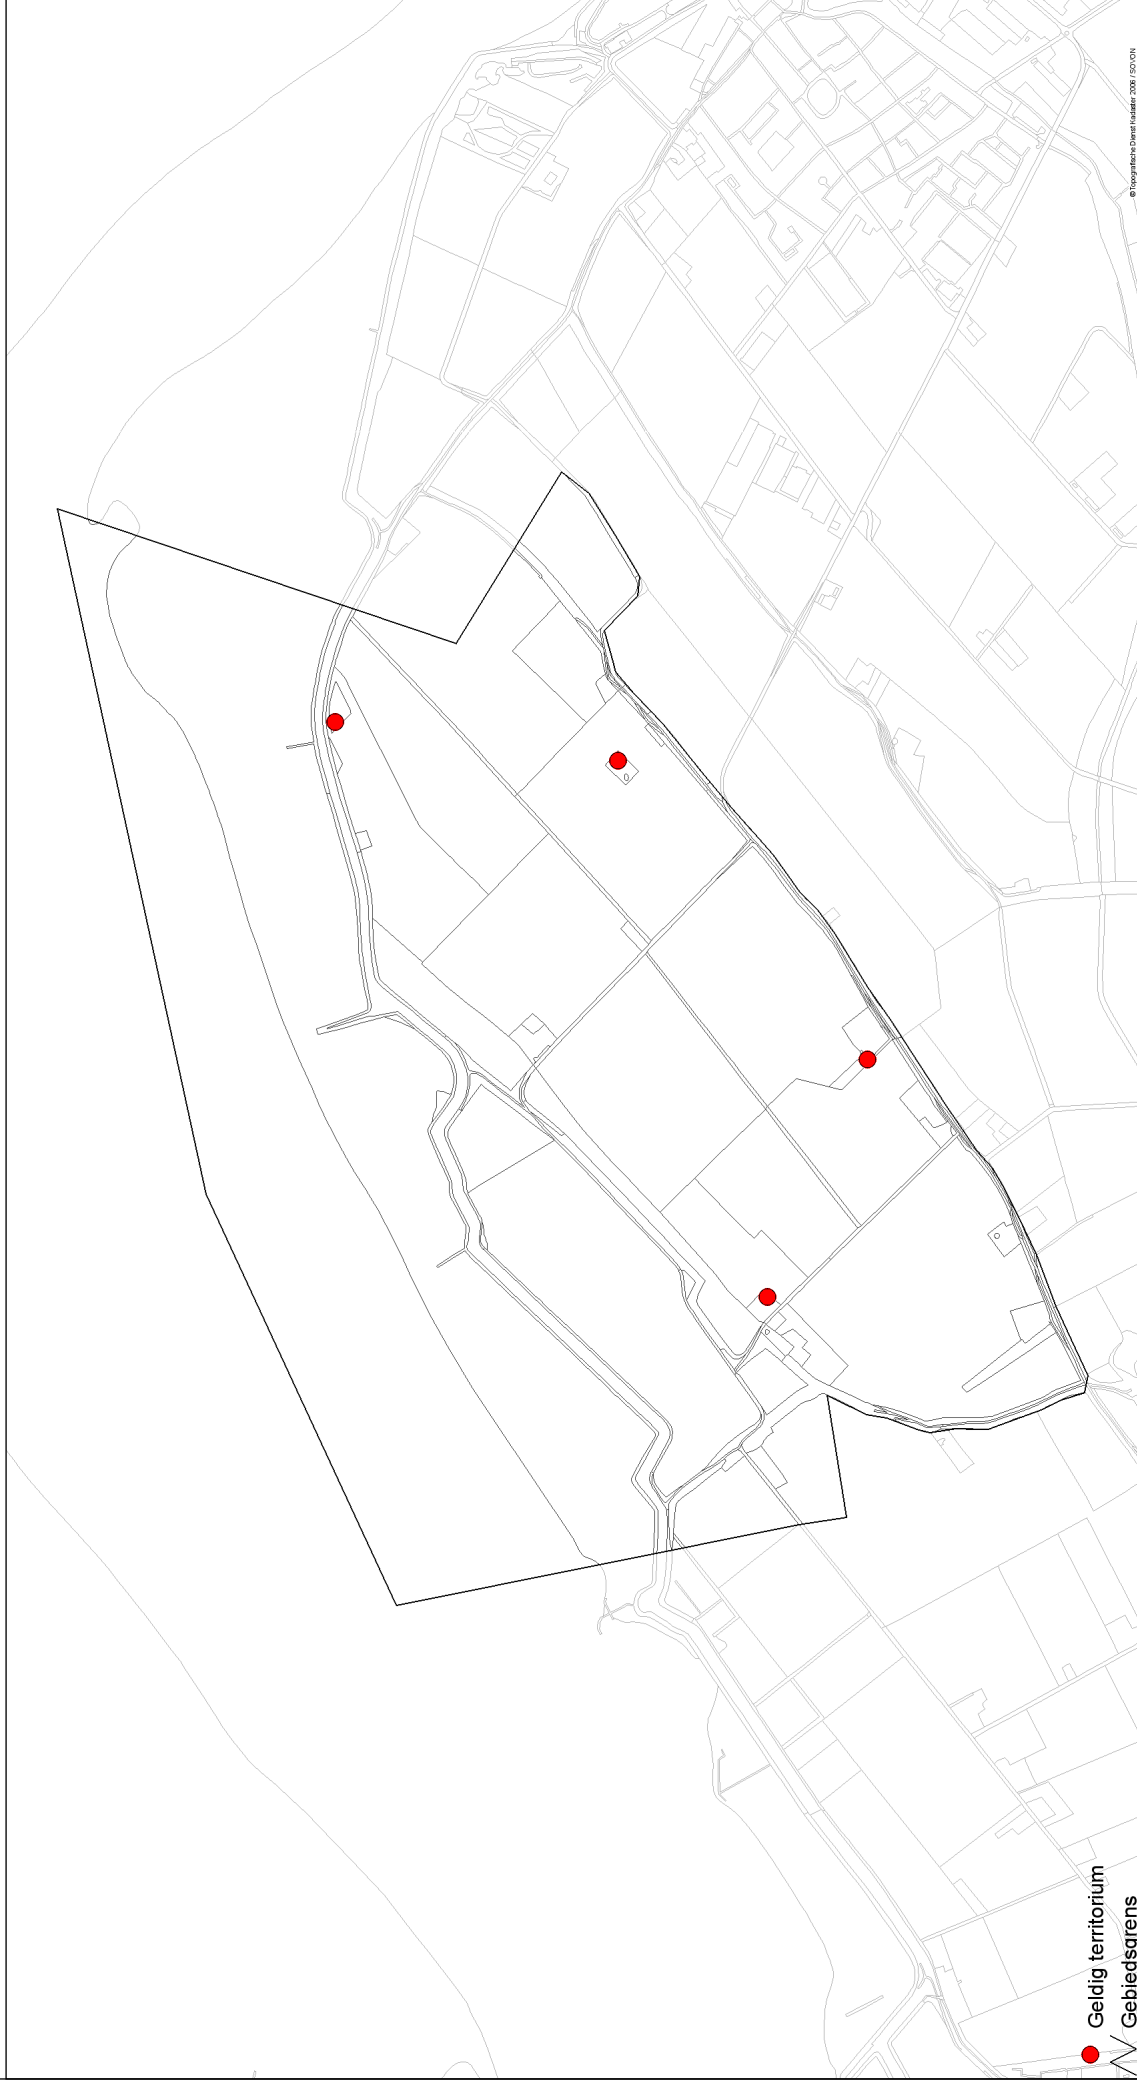 Geldig territorium
Gebiedsgrens
© Topografische Dienst Kadaster 2006 / SOVON